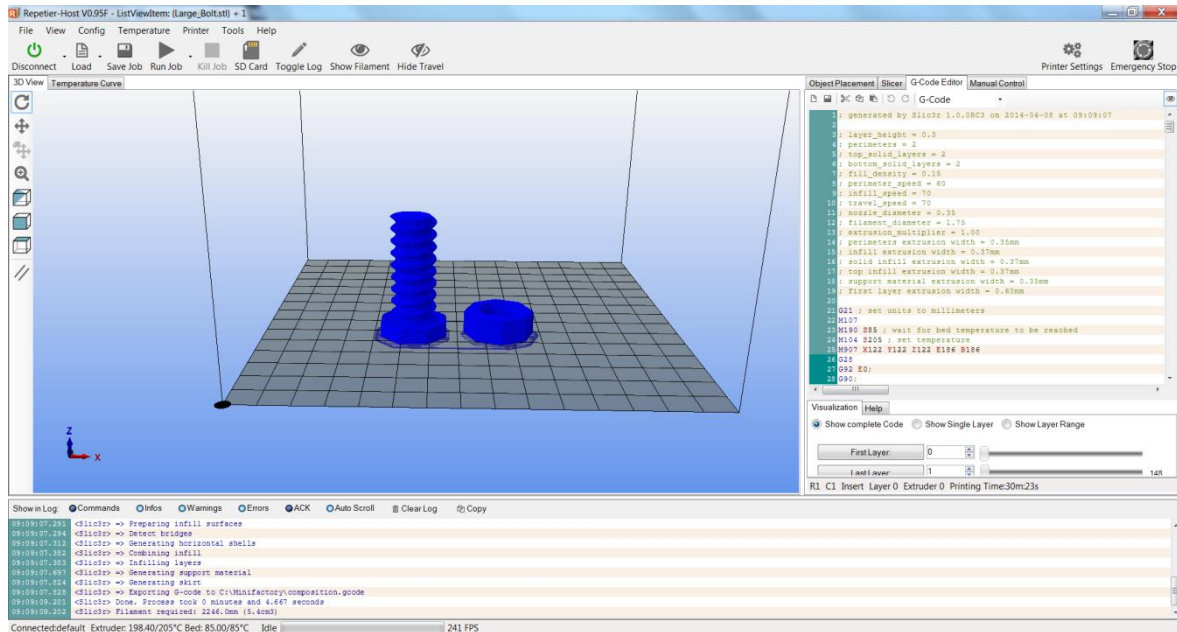 Repetier-Host V0.95F - ListViewItem: {Large_Bolt.stl} + 1
File View Config Temperature Printer Tools Help
Disconnect Load Save Job Run Job Kill Job SD Card Toggle Log Show Filament Hide Travel Printer Settings Emergency Stop
3D View Temperature Curve
Z
X
Object Placement Slicer G-Code Editor Manual Control
G-Code
1 ; generated by Slic3r 1.0.0RC3 on 2014-04-08 at 09:09:07
2
3 ; layer_height = 0.3
4 ; perimeters = 2
5 ; top_solid_layers = 2
6 ; bottom_solid_layers = 2
7 ; fill_density = 0.15
8 ; perimeter_speed = 60
9 ; infill_speed = 70
10 ; travel_speed = 70
11 ; nozzle_diameter = 0.35
12 ; filament_diameter = 1.75
13 ; extrusion_multiplier = 1.00
14 ; perimeters extrusion width = 0.35mm
15 ; infill extrusion width = 0.37mm
16 ; solid infill extrusion width = 0.37mm
17 ; top infill extrusion width = 0.37mm
18 ; support material extrusion width = 0.35mm
19 ; first layer extrusion width = 0.60mm
20
21 G21 ; set units to millimeters
22 M107
23 M190 S85 ; wait for bed temperature to be reached
24 M104 S205 ; set temperature
25 M907 X122 Y122 Z122 E186 B186
26 G28
27 G92 E0;
28 G90;
Visualization Help
Show complete Code Show Single Layer Show Layer Range
First Layer: 0
Last Layer: 1 148
R1 C1 Insert Layer 0 Extruder 0 Printing Time:30m:23s
Show in Log: Commands Infos Warnings Errors ACK Auto Scroll Clear Log Copy
09:09:07.291 <Slic3r> => Preparing infill surfaces
09:09:07.294 <Slic3r> => Detect bridges
09:09:07.312 <Slic3r> => Generating horizontal shells
09:09:07.382 <Slic3r> => Combining infill
09:09:07.383 <Slic3r> => Infilling layers
09:09:07.697 <Slic3r> => Generating support material
09:09:07.824 <Slic3r> => Generating skirt
09:09:07.828 <Slic3r> => Exporting G-code to C:\Minifactory\composition.gcode
09:09:09.201 <Slic3r> Done. Process took 0 minutes and 4.667 seconds
09:09:09.202 <Slic3r> Filament required: 2246.0mm (5.4cm3)
Connected:default Extruder: 198.40/205°C Bed: 85.00/85°C Idle 241 FPS